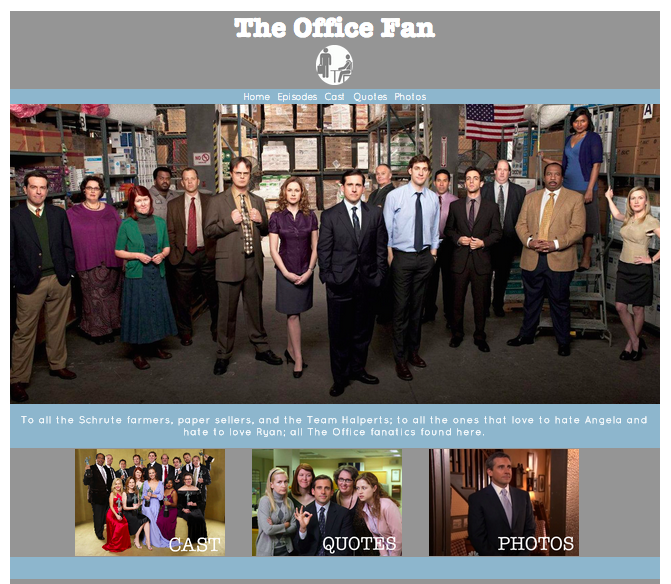 The Office Fan
Home Episodes Cast Quotes Photos
A
To all the Schrute farmers, paper sellers, and the Team Halperts; to all the ones that love to hate Angela and
hate to love Ryan; all The Office fanatics found here.
CAST QUOTES PHOTOS